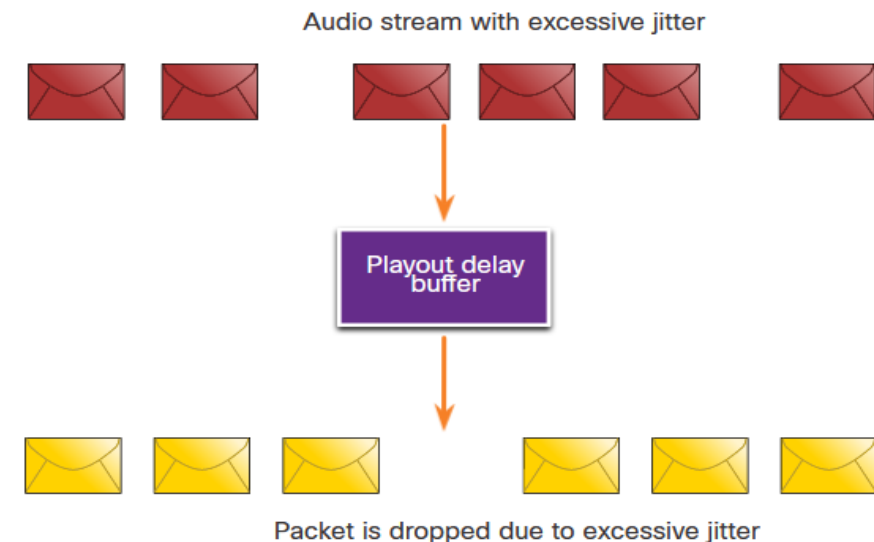 Audio stream with excessive jitter
Playout delay
buffer
Packet is dropped due to excessive jitter